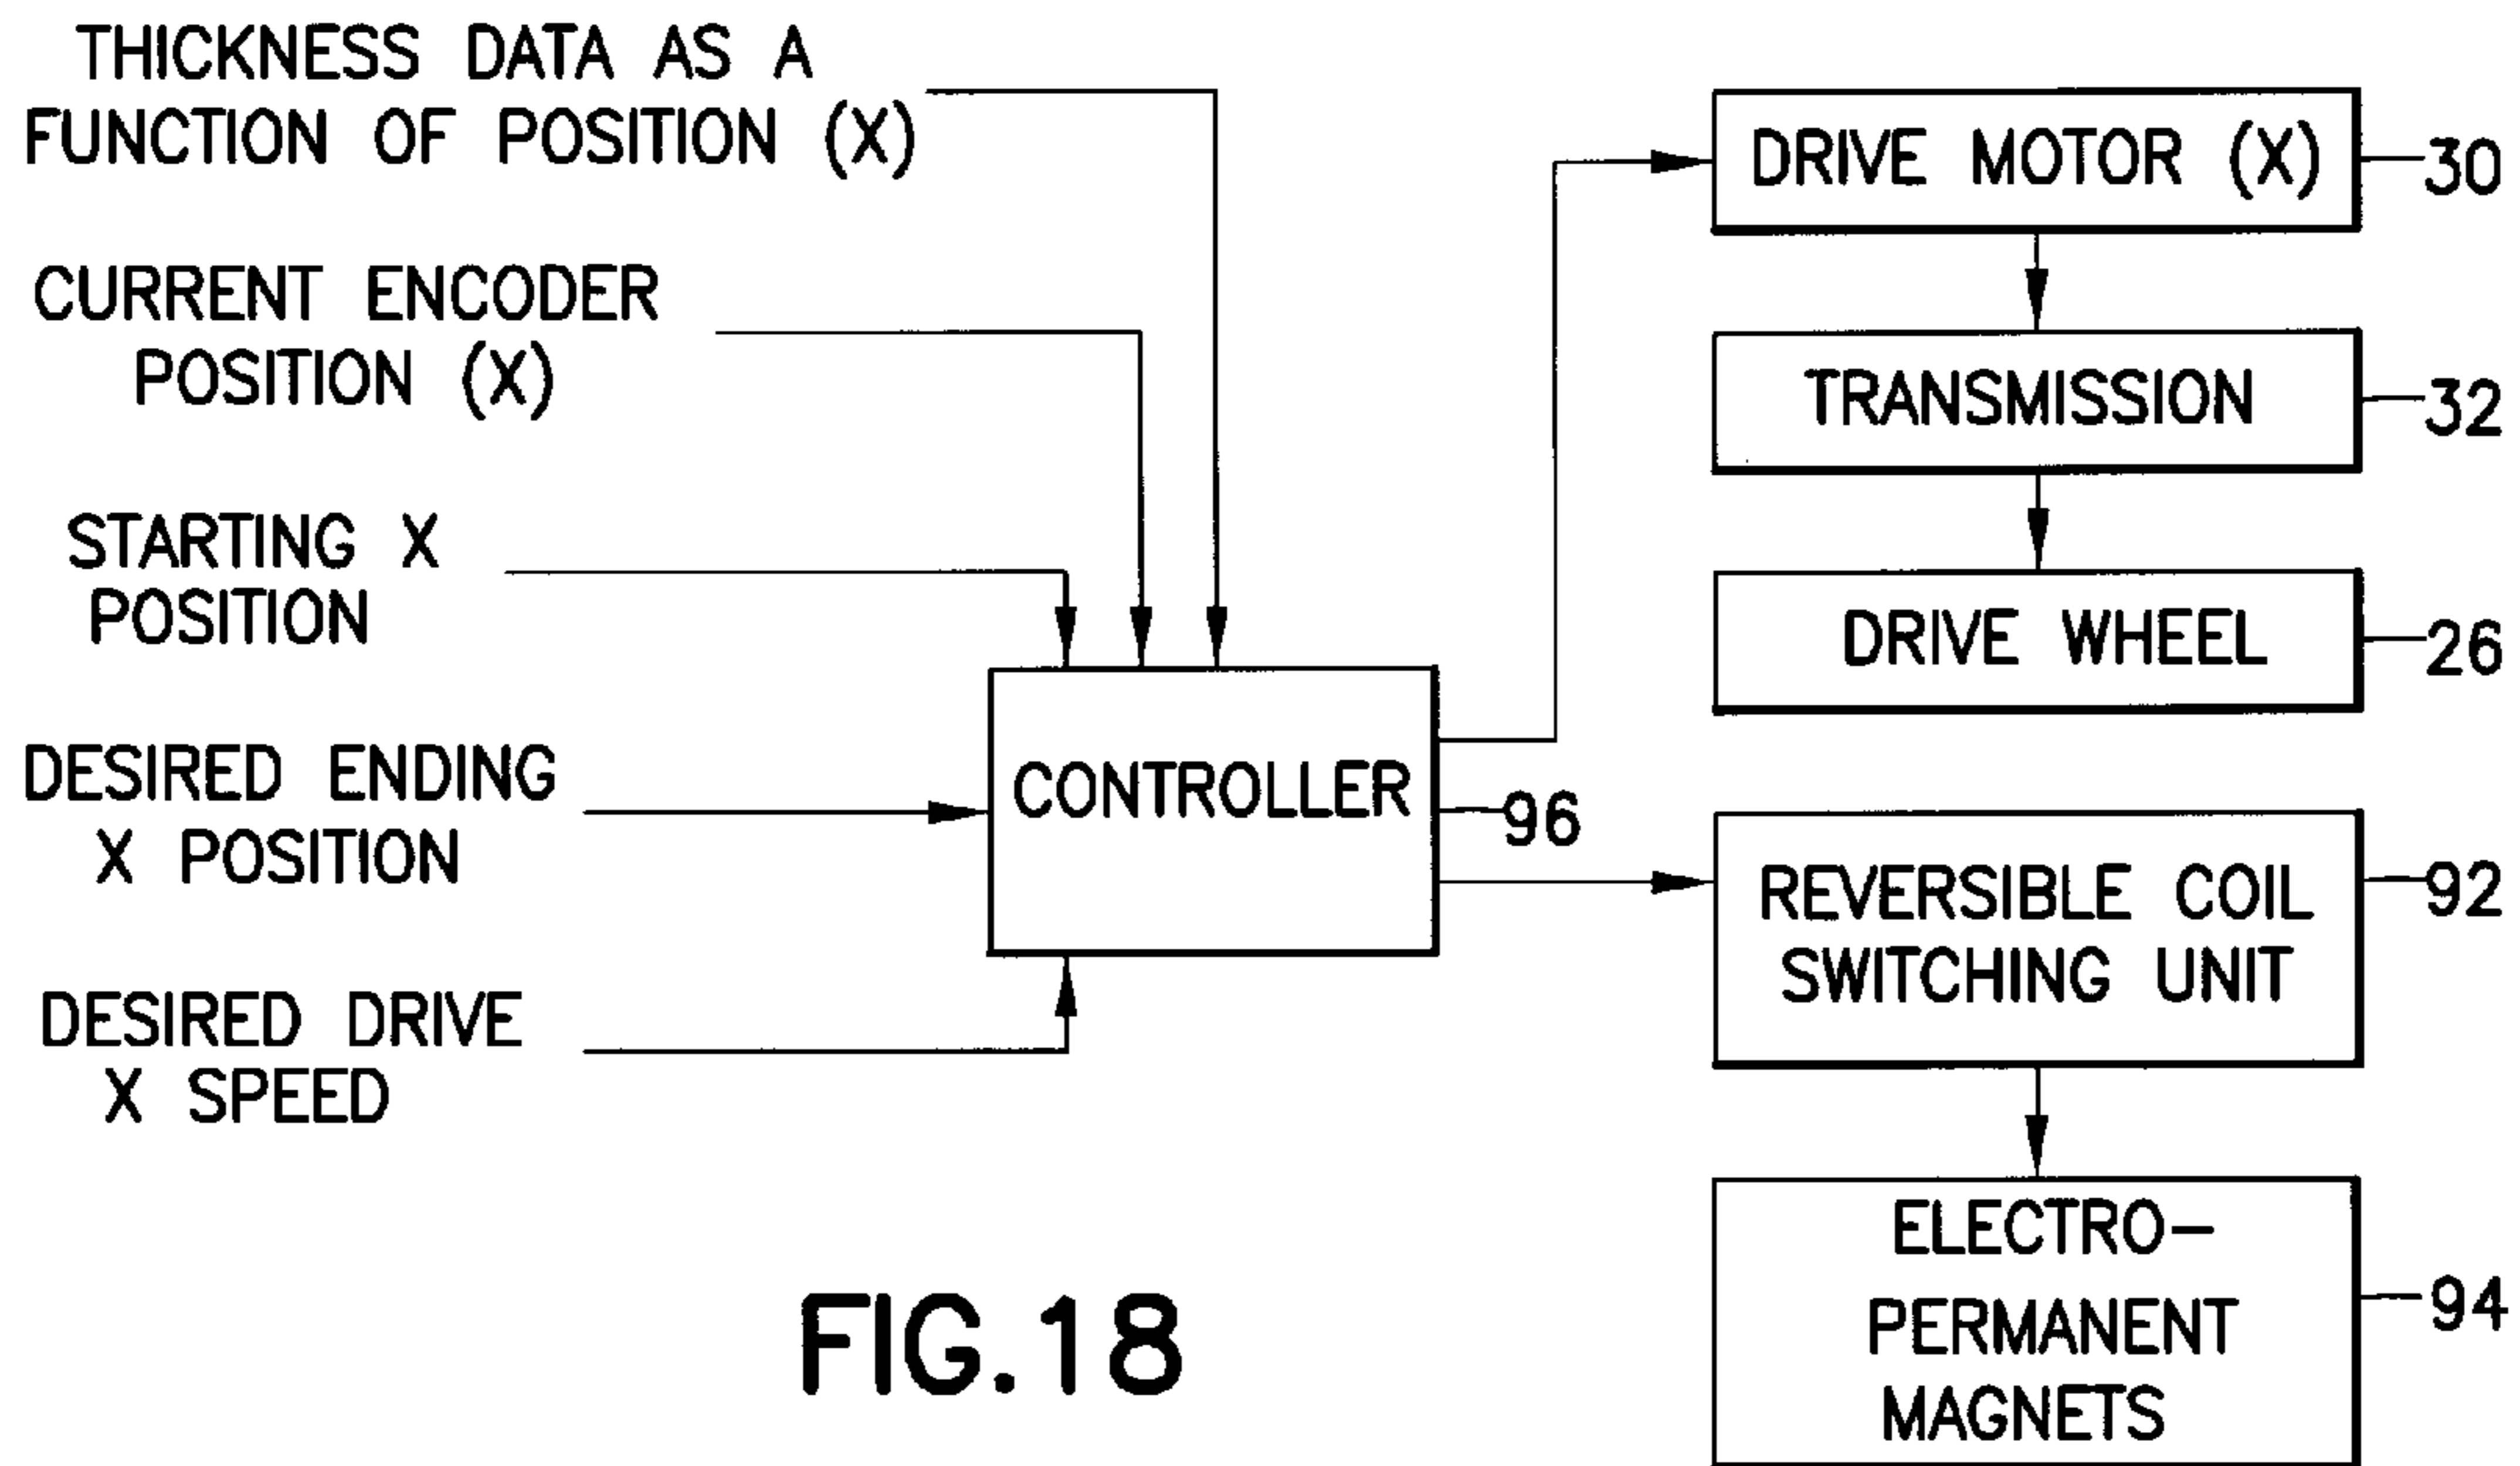 THICKNESS DATA AS A
FUNCTION OF POSITION (X)
CURRENT ENCODER
POSITION (X)
STARTING X
POSITION
DESIRED ENDING
X POSITION
DESIRED DRIVE
X SPEED
CONTROLLER
96
DRIVE MOTOR (X)
30
TRANSMISSION
32
DRIVE WHEEL
26
REVERSIBLE COIL
SWITCHING UNIT
92
ELECTRO-
PERMANENT
MAGNETS
94
FIG.18